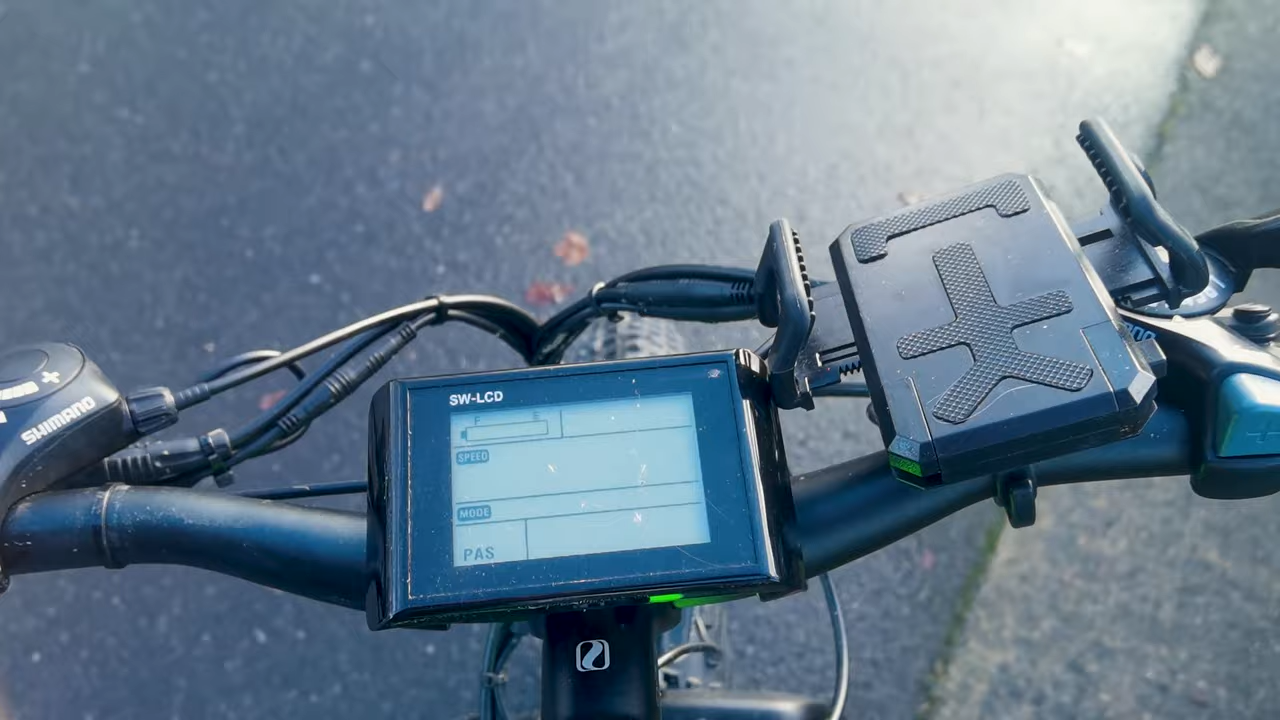 SW-LCD
F E
SPEED
MODE
PAS
SHIMANO
+